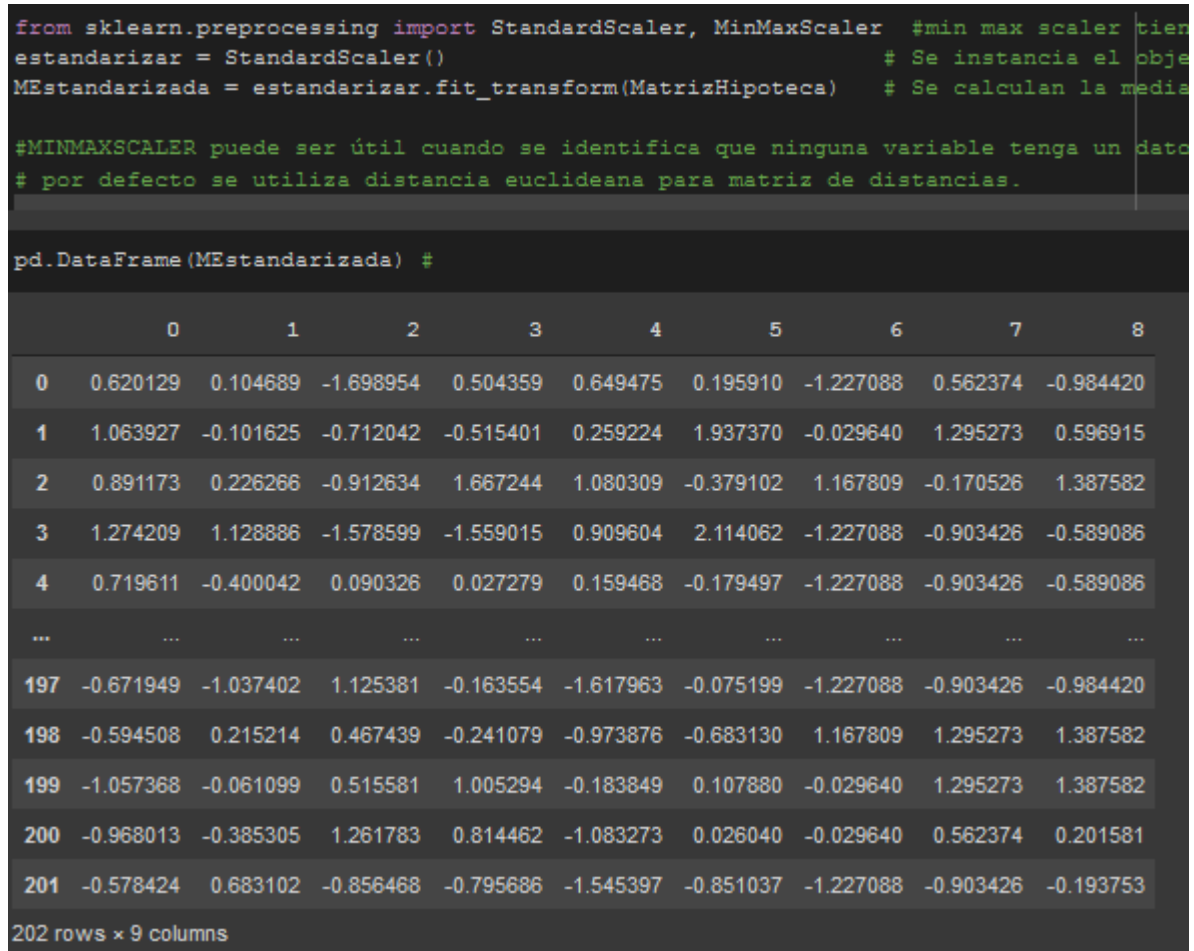 from sklearn.preprocessing import StandardScaler, MinMaxScaler  #min max scaler tien
estandarizar = StandardScaler()                               # Se instancia el obje
MEstandarizada = estandarizar.fit_transform(MatrizHipoteca)   # Se calculan la media
#MINMAXSCALER puede ser útil cuando se identifica que ninguna variable tenga un dato
# por defecto se utiliza distancia euclideana para matriz de distancias.
pd.DataFrame(MEstandarizada) #
0 1 2 3 4 5 6 7 8
0 0.620129 0.104689 -1.698954 0.504359 0.649475 0.195910 -1.227088 0.562374 -0.984420
1 1.063927 -0.101625 -0.712042 -0.515401 0.259224 1.937370 -0.029640 1.295273 0.596915
2 0.891173 0.226266 -0.912634 1.667244 1.080309 -0.379102 1.167809 -0.170526 1.387582
3 1.274209 1.128886 -1.578599 -1.559015 0.909604 2.114062 -1.227088 -0.903426 -0.589086
4 0.719611 -0.400042 0.090326 0.027279 0.159468 -0.179497 -1.227088 -0.903426 -0.589086
... ... ... ... ... ... ... ... ... ...
197 -0.671949 -1.037402 1.125381 -0.163554 -1.617963 -0.075199 -1.227088 -0.903426 -0.984420
198 -0.594508 0.215214 0.467439 -0.241079 -0.973876 -0.683130 1.167809 1.295273 1.387582
199 -1.057368 -0.061099 0.515581 1.005294 -0.183849 0.107880 -0.029640 1.295273 1.387582
200 -0.968013 -0.385305 1.261783 0.814462 -1.083273 0.026040 -0.029640 0.562374 0.201581
201 -0.578424 0.683102 -0.856468 -0.795686 -1.545397 -0.851037 -1.227088 -0.903426 -0.193753
202 rows × 9 columns